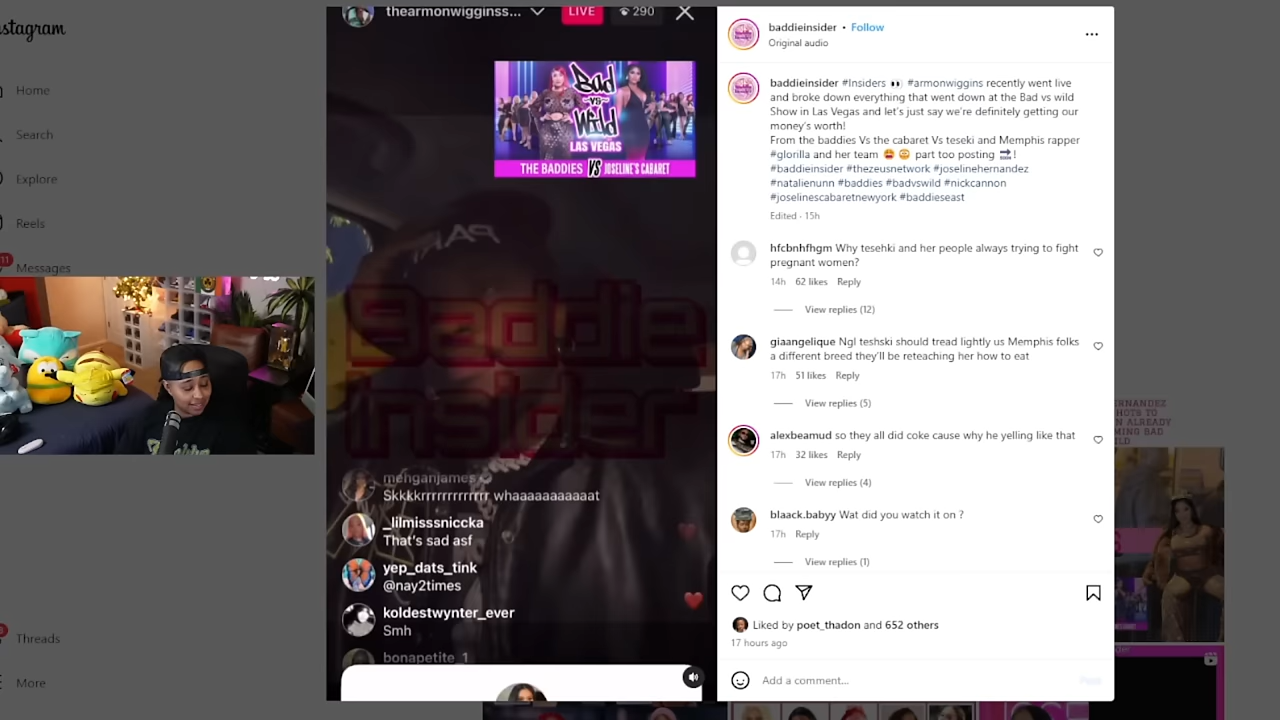 stagram
Home
Search
Explore
Reels
11
Messages
Threads
More
thearmonwigginss...
LIVE
290
Bad
-VS-
Wild
LAS VEGAS
THE BADDIES VS JOSELINE'S CABARET
Baddie
insider
mehganjames
Skkkkrrrrrrrrrrrr whaaaaaaaaaat
_lilmisssniccka
That's sad asf
yep_dats_tink
@nay2times
koldestwynter_ever
Smh
bonapetite_1
baddieinsider • Follow
Original audio
baddieinsider #Insiders 👀 #armonwiggins recently went live
and broke down everything that went down at the Bad vs wild
Show in Las Vegas and let's just say we're definitely getting our
money's worth!
From the baddies Vs the cabaret Vs teseki and Memphis rapper
#glorilla and her team 😩 😳 part too posting 🔜!
#baddieinsider #thezeusnetwork #joselinehernandez
#natalienunn #baddies #badvswild #nickcannon
#joselinescabaretnewyork #baddieseast
Edited · 15h
hfcbnhfhgm Why tesehki and her people always trying to fight
pregnant women?
14h 62 likes Reply
View replies (12)
giaangelique Ngl teshski should tread lightly us Memphis folks
a different breed they'll be reteaching her how to eat
17h 51 likes Reply
View replies (5)
alexbeamud so they all did coke cause why he yelling like that
17h 32 likes Reply
View replies (4)
blaack.babyy Wat did you watch it on ?
17h Reply
View replies (1)
Liked by poet_thadon and 652 others
17 hours ago
Add a comment...
Post